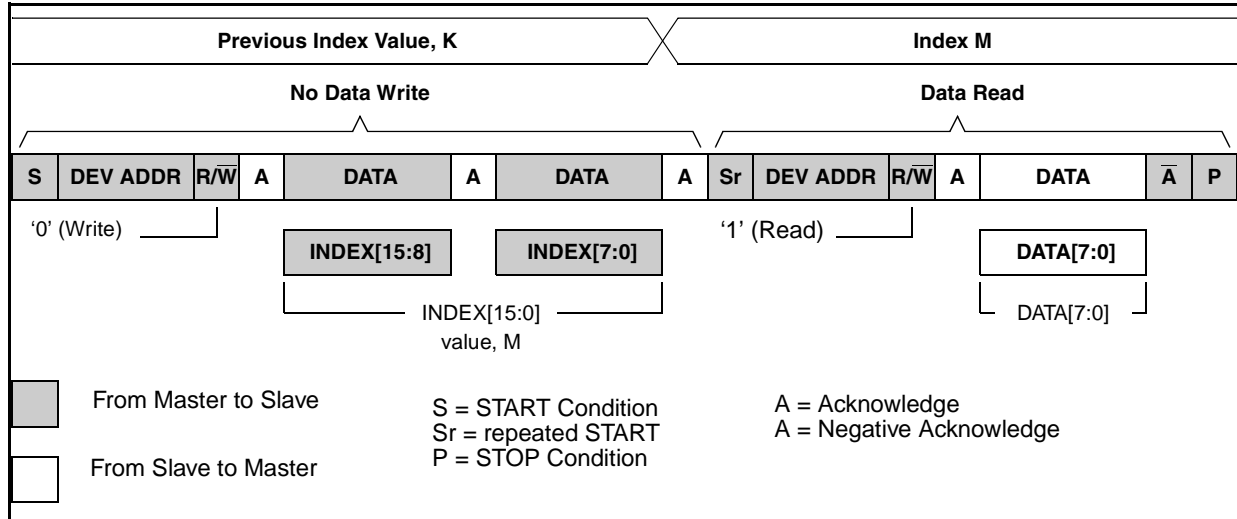 Previous Index Value, K Index M
No Data Write Data Read
S DEV ADDR R/W̅ A DATA A DATA A Sr DEV ADDR R/W̅ A DATA A̅ P
‘0’ (Write) ‘1’ (Read)
INDEX[15:8] INDEX[7:0] DATA[7:0]
INDEX[15:0] DATA[7:0]
value, M
From Master to Slave
From Slave to Master
S = START Condition
Sr = repeated START
P = STOP Condition
A = Acknowledge
A = Negative Acknowledge